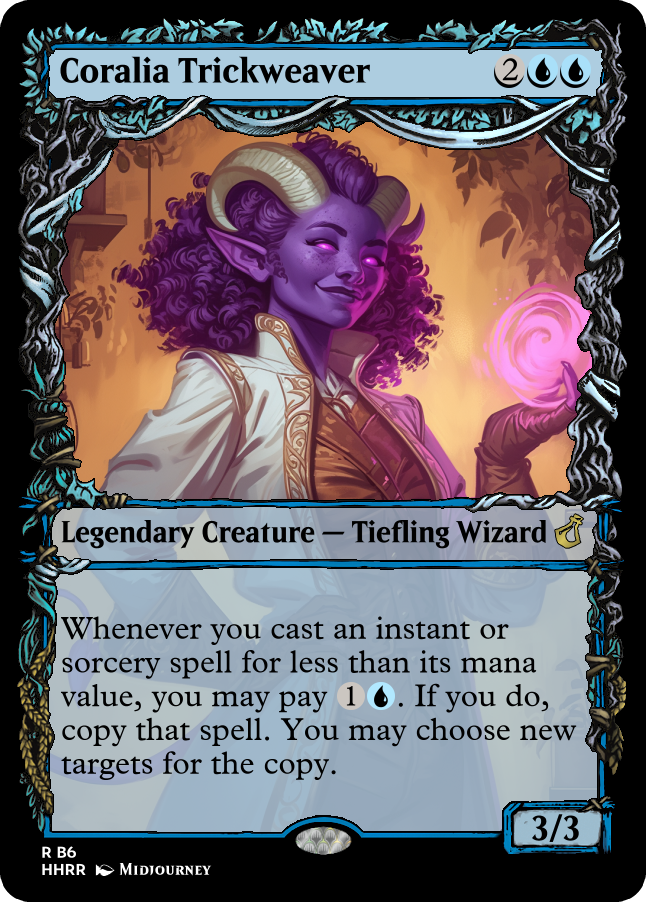 Coralia Trickweaver 2
Legendary Creature — Tiefling Wizard
Whenever you cast an instant or
sorcery spell for less than its mana
value, you may pay 1 . If you do,
copy that spell. You may choose new
targets for the copy.
3/3
R B6
HHRR MIDJOURNEY